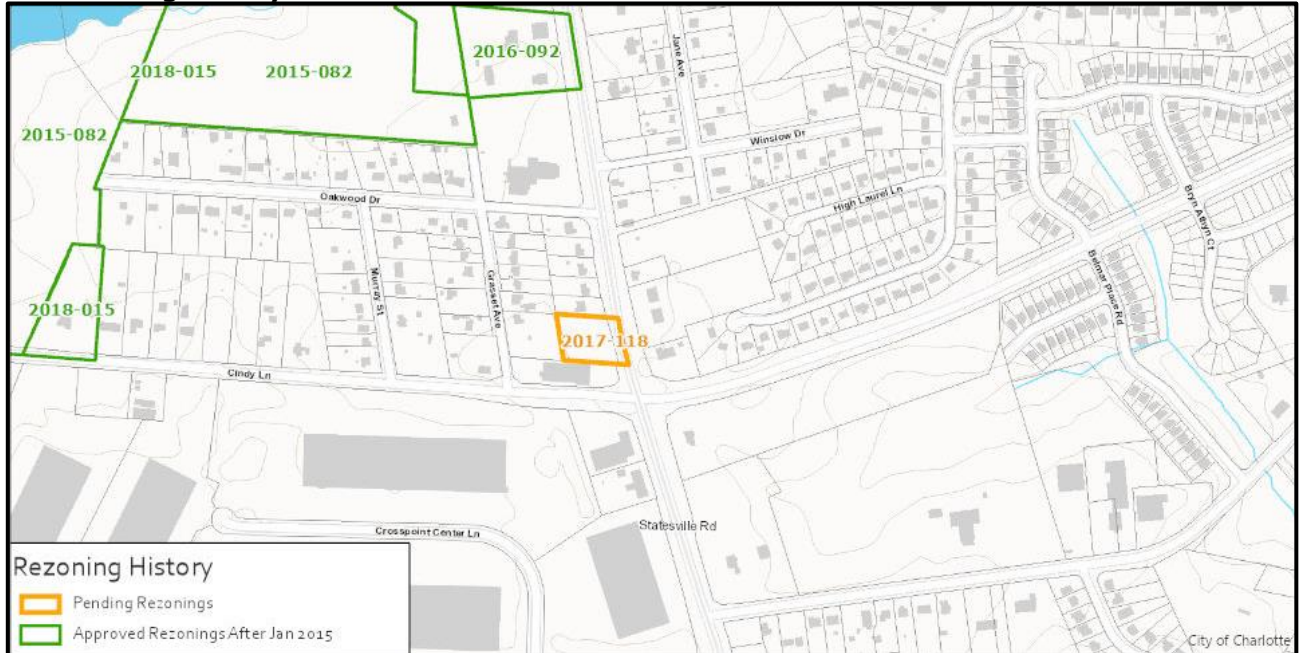 2016-092
2018-015
2015-082
2015-082
Jane Ave
Winslow Dr
Oakwood Dr
High Laurel Ln
Bryn Athyn Ct
Murray St
Grasset Ave
Belmar Place Rd
2018-015
2017-118
Cindy Ln
Statesville Rd
Crosspoint Center Ln
Rezoning History
Pending Rezonings
Approved Rezonings After Jan 2015
City of Charlotte